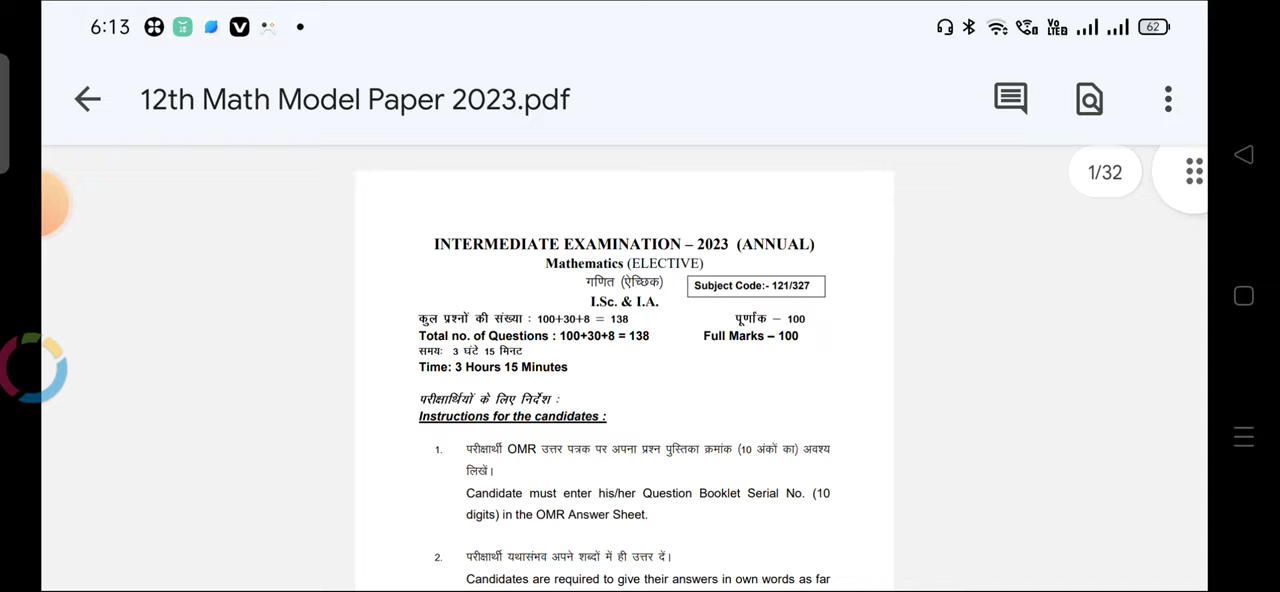 6:13
Vo
LTE2
62
12th Math Model Paper 2023.pdf
1/32
INTERMEDIATE EXAMINATION – 2023 (ANNUAL)
Mathematics (ELECTIVE)
गणित (ऐच्छिक)
Subject Code:- 121/327
I.Sc. & I.A.
कुल प्रश्नों की संख्या : 100+30+8 = 138
पूर्णांक – 100
Total no. of Questions : 100+30+8 = 138
Full Marks – 100
समयः 3 घंटे 15 मिनट
Time: 3 Hours 15 Minutes
परीक्षार्थियों के लिए निर्देश :
Instructions for the candidates :
1. परीक्षार्थी OMR उत्तर पत्रक पर अपना प्रश्न पुस्तिका क्रमांक (10 अंकों का) अवश्य
लिखें।
Candidate must enter his/her Question Booklet Serial No. (10
digits) in the OMR Answer Sheet.
2. परीक्षार्थी यथासंभव अपने शब्दों में ही उत्तर दें।
Candidates are required to give their answers in own words as far